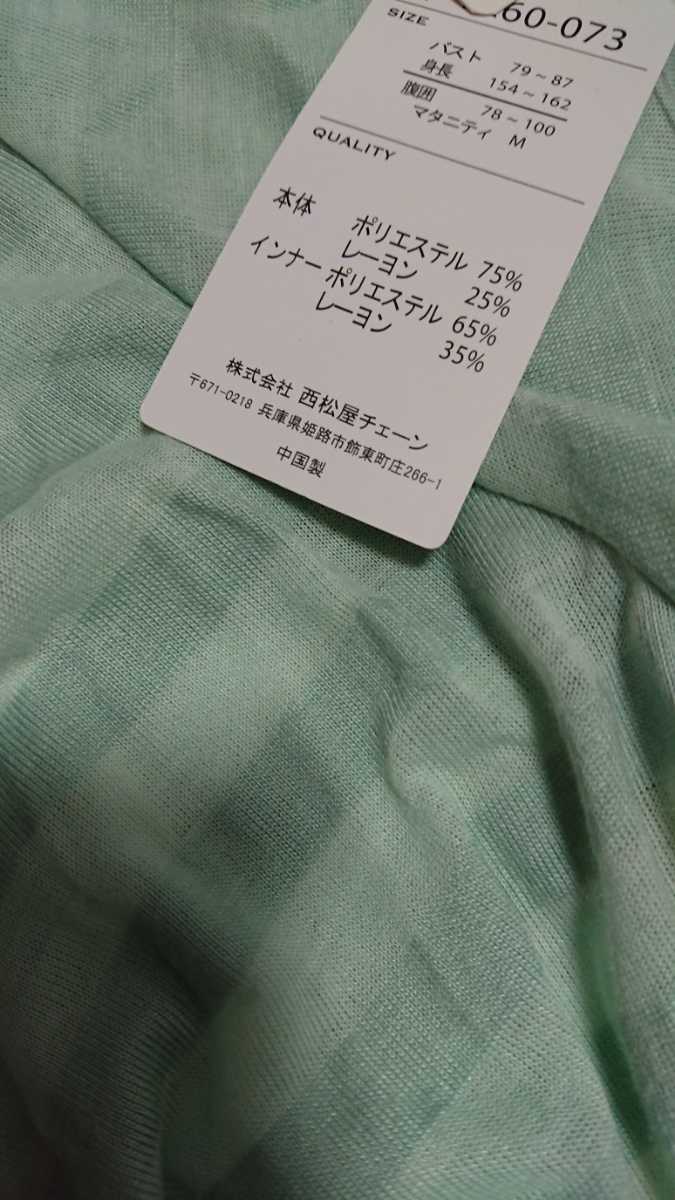 60-073
SIZE
バスト 79~87
身長 154~162
腹囲 78~100
マタニティ M
QUALITY
本体 ポリエステル 75%
レーヨン 25%
インナー ポリエステル 65%
レーヨン 35%
株式会社 西松屋チェーン
〒671-0218 兵庫県姫路市飾東町庄266-1
中国製